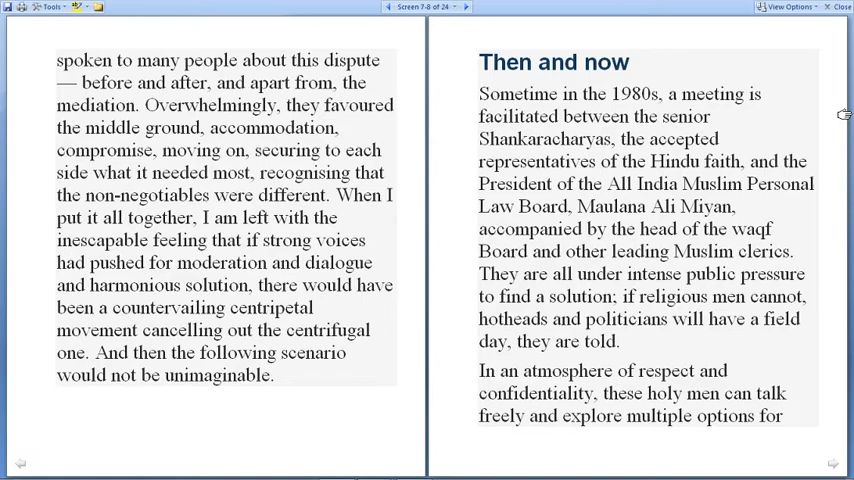 Tools
Screen 7-8 of 24
View Options
Close
spoken to many people about this dispute
— before and after, and apart from, the
mediation. Overwhelmingly, they favoured
the middle ground, accommodation,
compromise, moving on, securing to each
side what it needed most, recognising that
the non-negotiables were different. When I
put it all together, I am left with the
inescapable feeling that if strong voices
had pushed for moderation and dialogue
and harmonious solution, there would have
been a countervailing centripetal
movement cancelling out the centrifugal
one. And then the following scenario
would not be unimaginable.
Then and now
Sometime in the 1980s, a meeting is
facilitated between the senior
Shankaracharyas, the accepted
representatives of the Hindu faith, and the
President of the All India Muslim Personal
Law Board, Maulana Ali Miyan,
accompanied by the head of the waqf
Board and other leading Muslim clerics.
They are all under intense public pressure
to find a solution; if religious men cannot,
hotheads and politicians will have a field
day, they are told.
In an atmosphere of respect and
confidentiality, these holy men can talk
freely and explore multiple options for